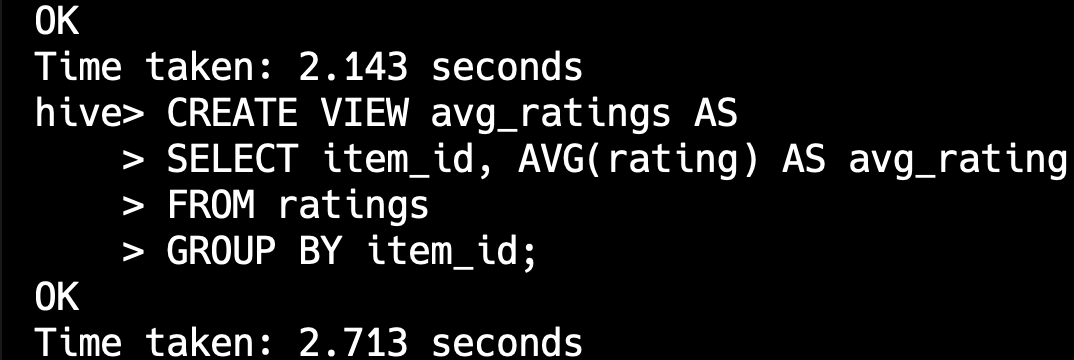 OK
Time taken: 2.143 seconds
hive> CREATE VIEW avg_ratings AS
    > SELECT item_id, AVG(rating) AS avg_rating
    > FROM ratings
    > GROUP BY item_id;
OK
Time taken: 2.713 seconds